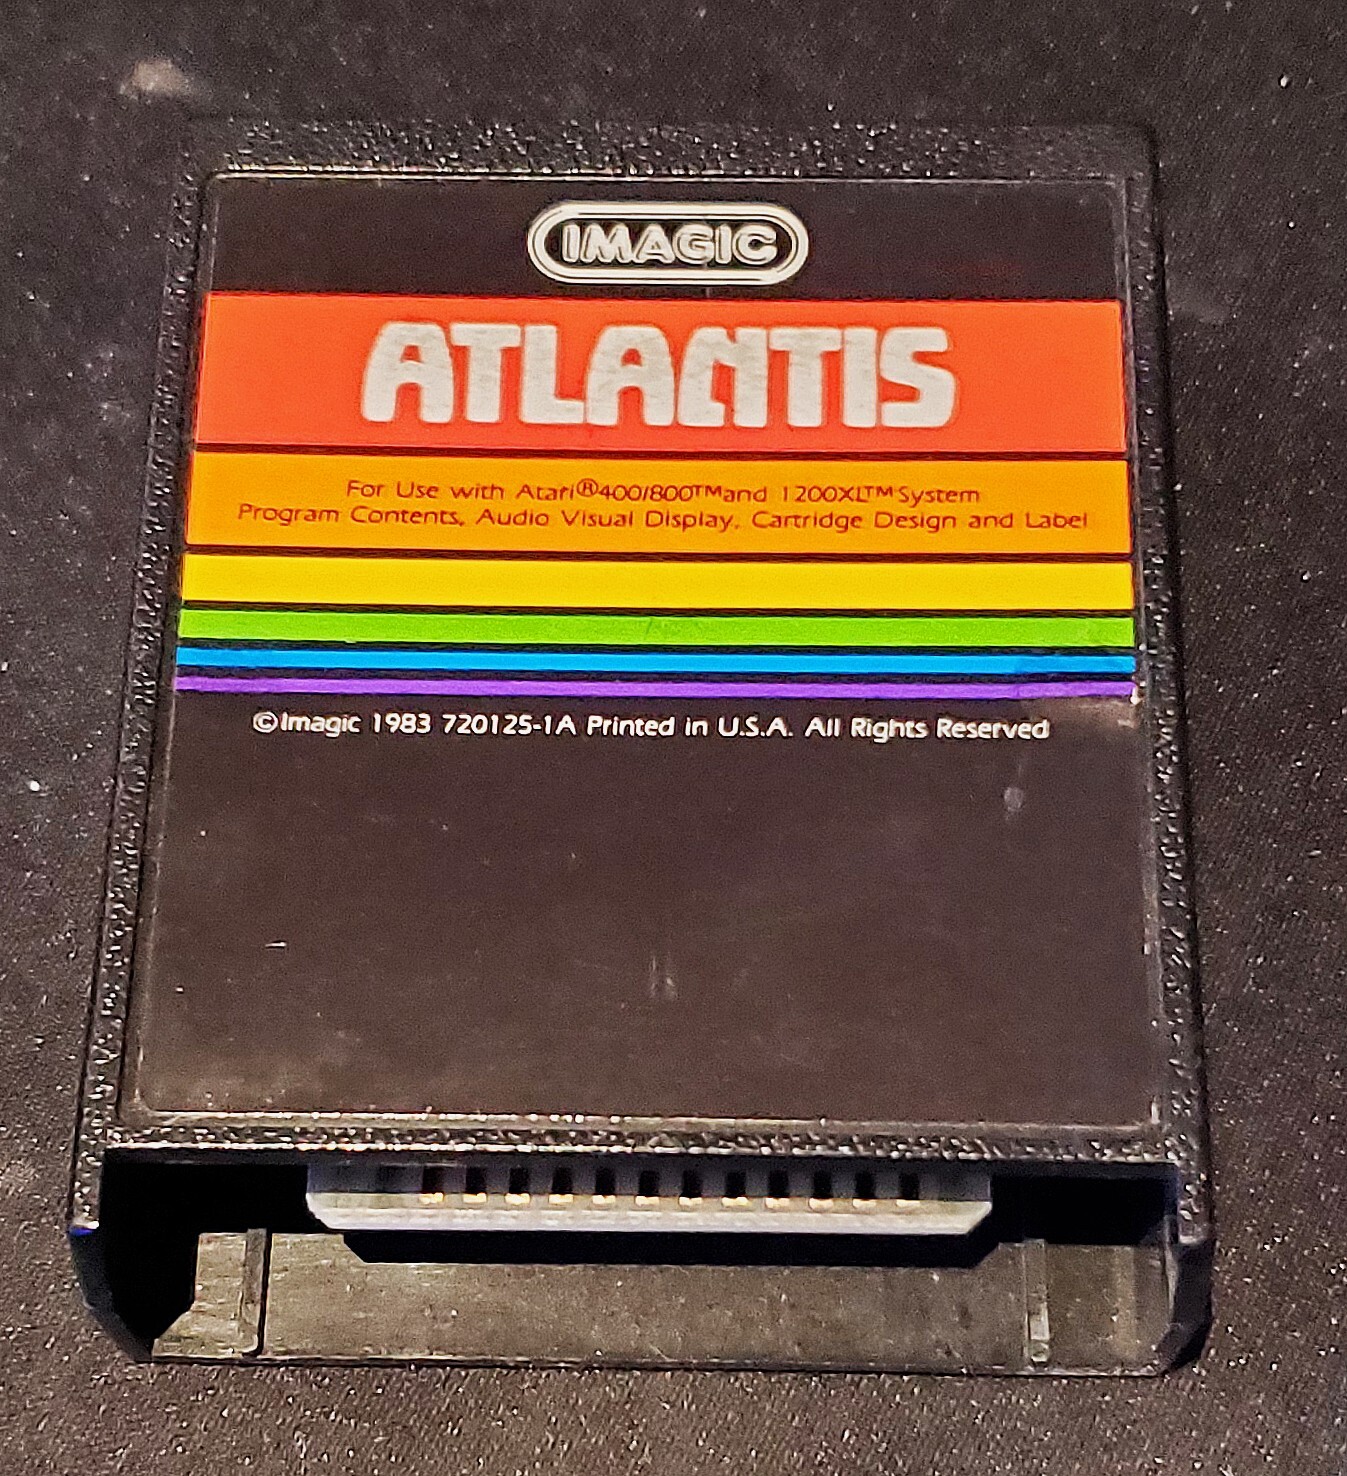 IMAGIC
ATLANTIS
For Use with Atari®400/800™and 1200XL™System
Program Contents, Audio Visual Display, Cartridge Design and Label
©Imagic 1983 720125-1A Printed in U.S.A. All Rights Reserved